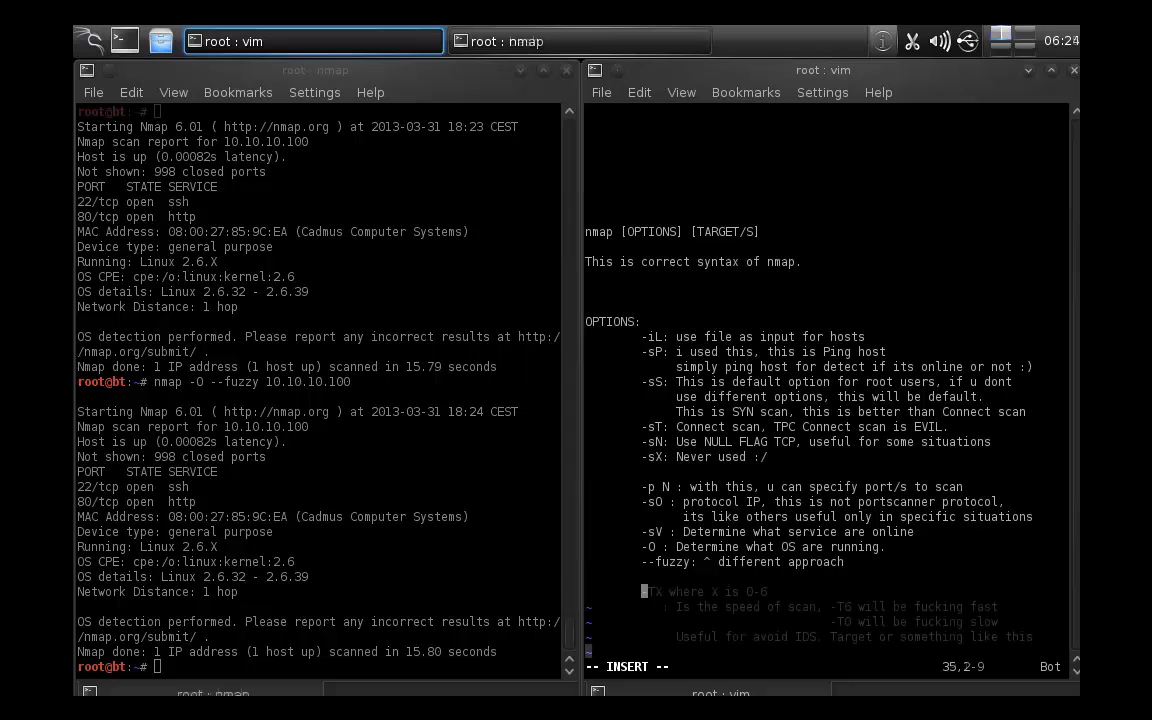 root : vim
root : nmap
06:24
root : nmap
File Edit View Bookmarks Settings Help
root@bt:~#
Starting Nmap 6.01 ( http://nmap.org ) at 2013-03-31 18:23 CEST
Nmap scan report for 10.10.10.100
Host is up (0.00082s latency).
Not shown: 998 closed ports
PORT   STATE SERVICE
22/tcp open  ssh
80/tcp open  http
MAC Address: 08:00:27:85:9C:EA (Cadmus Computer Systems)
Device type: general purpose
Running: Linux 2.6.X
OS CPE: cpe:/o:linux:kernel:2.6
OS details: Linux 2.6.32 - 2.6.39
Network Distance: 1 hop
OS detection performed. Please report any incorrect results at http:/
/nmap.org/submit/ .
Nmap done: 1 IP address (1 host up) scanned in 15.79 seconds
root@bt:~# nmap -O --fuzzy 10.10.10.100
Starting Nmap 6.01 ( http://nmap.org ) at 2013-03-31 18:24 CEST
Nmap scan report for 10.10.10.100
Host is up (0.00082s latency).
Not shown: 998 closed ports
PORT   STATE SERVICE
22/tcp open  ssh
80/tcp open  http
MAC Address: 08:00:27:85:9C:EA (Cadmus Computer Systems)
Device type: general purpose
Running: Linux 2.6.X
OS CPE: cpe:/o:linux:kernel:2.6
OS details: Linux 2.6.32 - 2.6.39
Network Distance: 1 hop
OS detection performed. Please report any incorrect results at http:/
/nmap.org/submit/ .
Nmap done: 1 IP address (1 host up) scanned in 15.80 seconds
root@bt:~#
root : nmap
root : vim
File Edit View Bookmarks Settings Help
nmap [OPTIONS] [TARGET/S]
This is correct syntax of nmap.
OPTIONS:
-iL: use file as input for hosts
-sP: i used this, this is Ping host
simply ping host for detect if its online or not :)
-sS: This is default option for root users, if u dont
use different options, this will be default.
This is SYN scan, this is better than Connect scan
-sT: Connect scan, TPC Connect scan is EVIL.
-sN: Use NULL FLAG TCP, useful for some situations
-sX: Never used :/
-p N : with this, u can specify port/s to scan
-sO : protocol IP, this is not portscanner protocol,
its like others useful only in specific situations
-sV : Determine what service are online
-O : Determine what OS are running.
--fuzzy: ^ different approach
-TX where X is 0-6
~ : Is the speed of scan, -T6 will be fucking fast
~ -T0 will be fucking slow
~ Useful for avoid IDS. Target or something like this
~
-- INSERT -- 35,2-9 Bot
root : vim